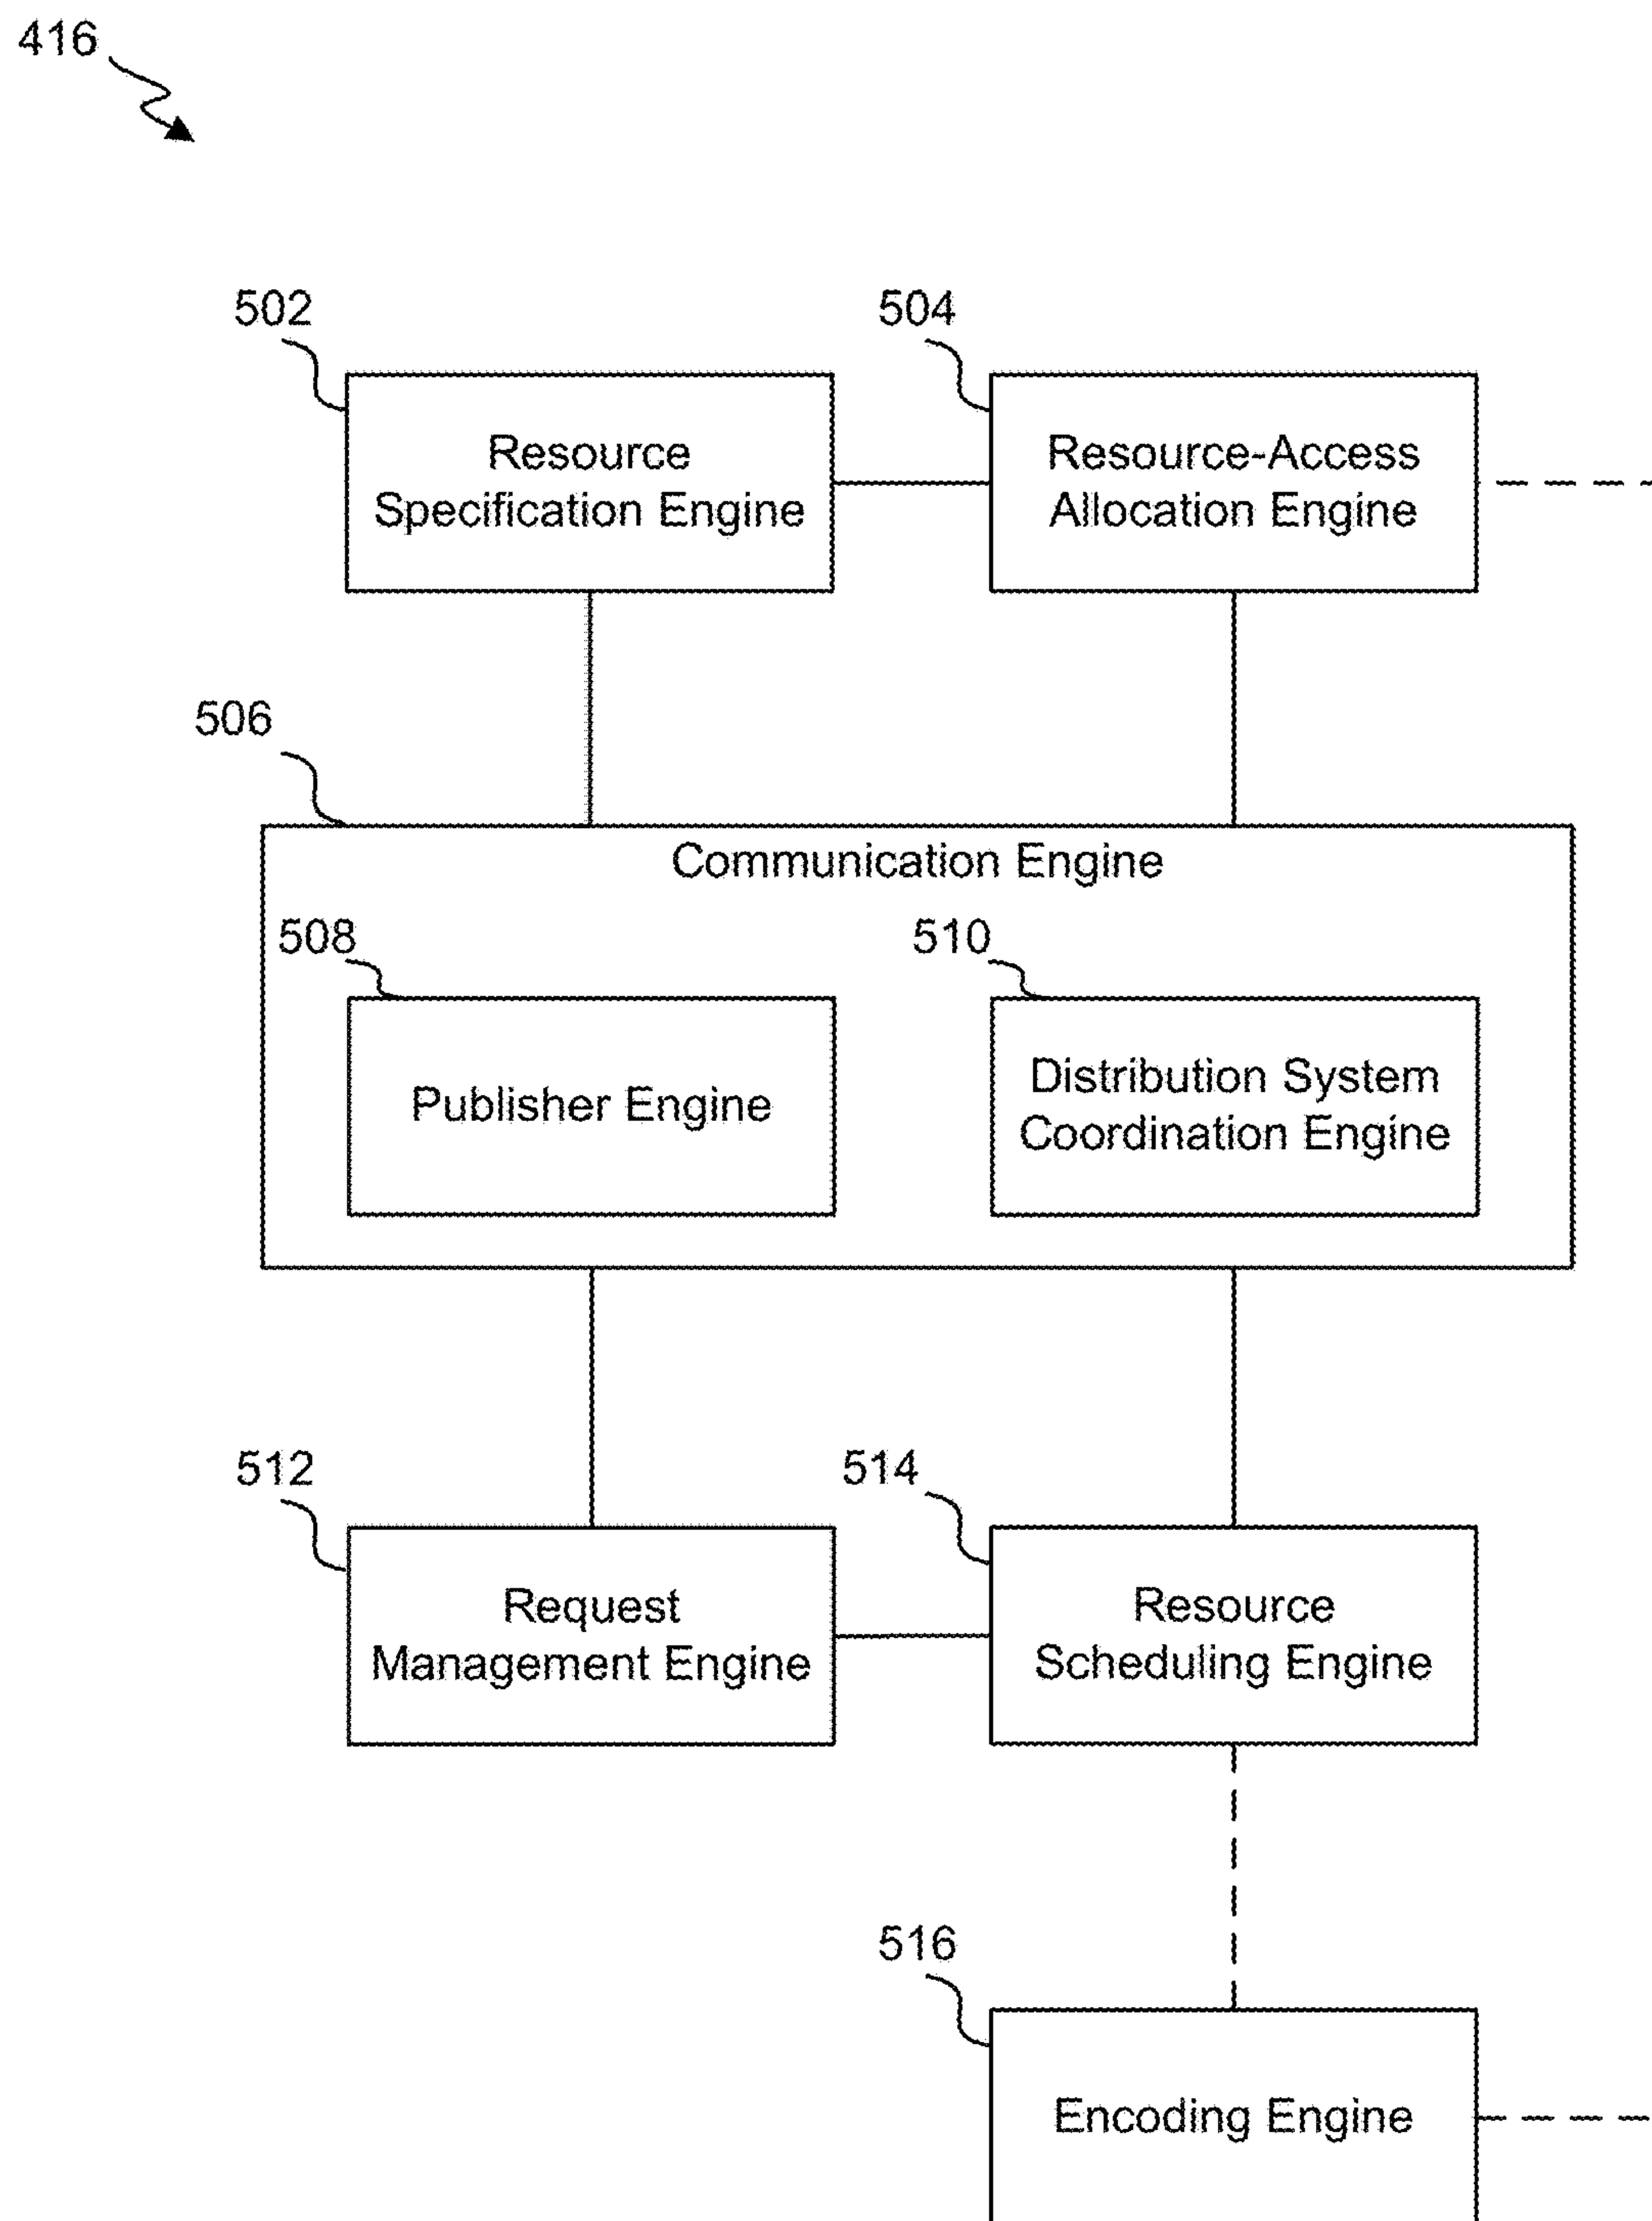 416
502
504
Resource
Specification Engine
Resource-Access
Allocation Engine
506
Communication Engine
508
510
Publisher Engine
Distribution System
Coordination Engine
512
514
Request
Management Engine
Resource
Scheduling Engine
516
Encoding Engine